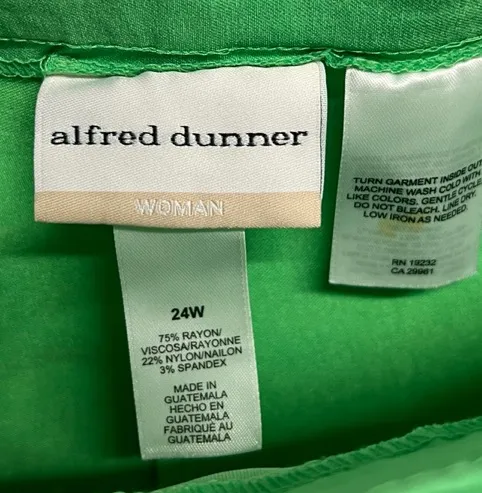 alfred dunner
WOMAN
24W
75% RAYON/
VISCOSA/RAYONNE
22% NYLON/NAILON
3% SPANDEX
MADE IN
GUATEMALA
HECHO EN
GUATEMALA
FABRIQUÉ AU
GUATEMALA
TURN GARMENT INSIDE OUT
MACHINE WASH COLD WITH
LIKE COLORS. GENTLE CYCLE.
DO NOT BLEACH. LINE DRY.
LOW IRON AS NEEDED.
RN 19232
CA 29961